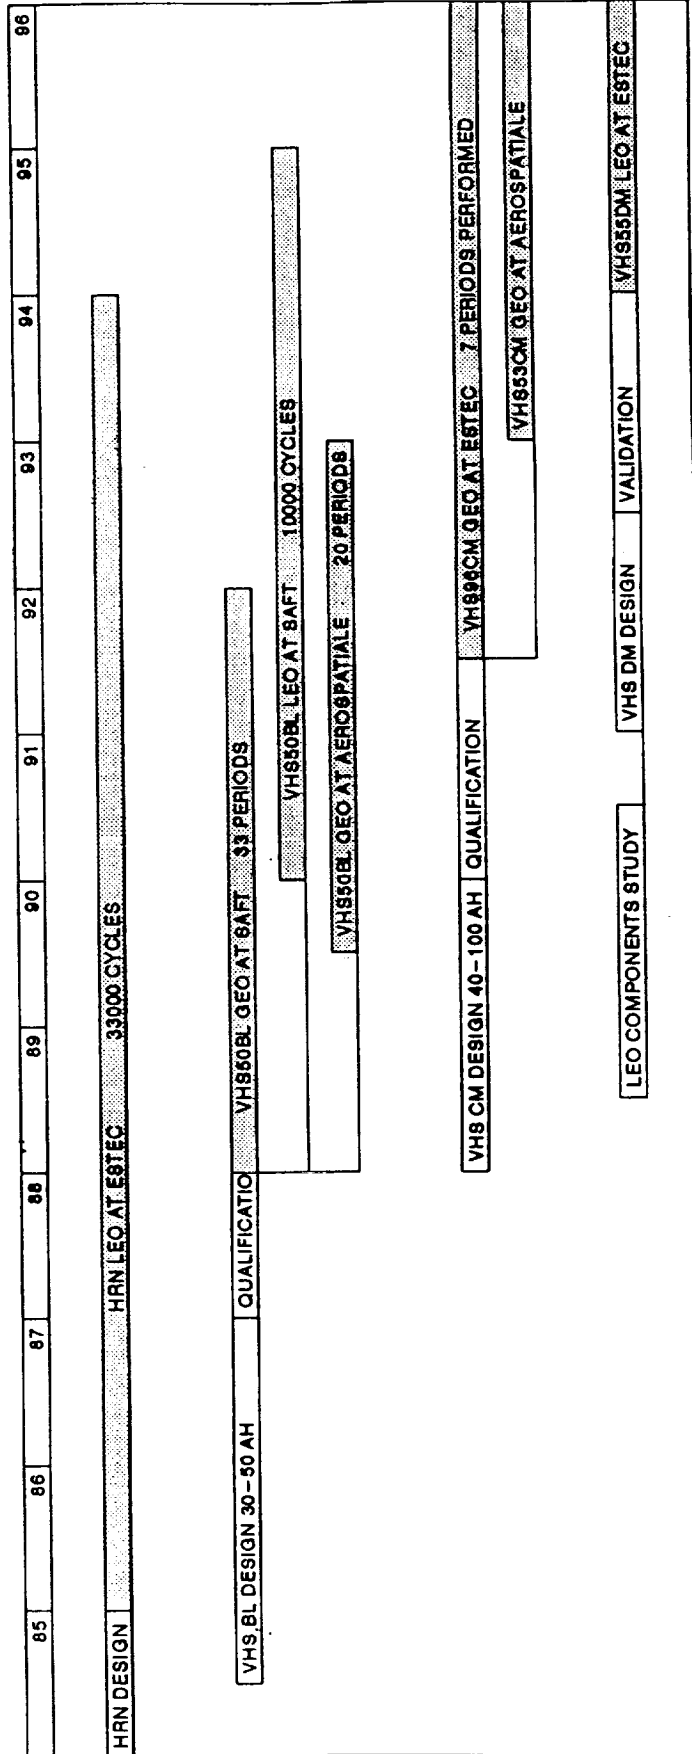 85 86 87 88 89 90 91 92 93 94 95 96
HRN DESIGN HRN LEO AT ESTEC 33000 CYCLES
VHS BL DESIGN 30-50 AH QUALIFICATIO VHS50BL GEO AT SAFT 33 PERIODS
VHS50BL LEO AT SAFT 10000 CYCLES
VHS50BL GEO AT AEROSPATIALE 20 PERIODS
VHS CM DESIGN 40-100 AH QUALIFICATION VHS96CM GEO AT ESTEC 7 PERIODS PERFORMED
VHS53CM GEO AT AEROSPATIALE
LEO COMPONENTS STUDY VHS DM DESIGN VALIDATION VHS55DM LEO AT ESTEC